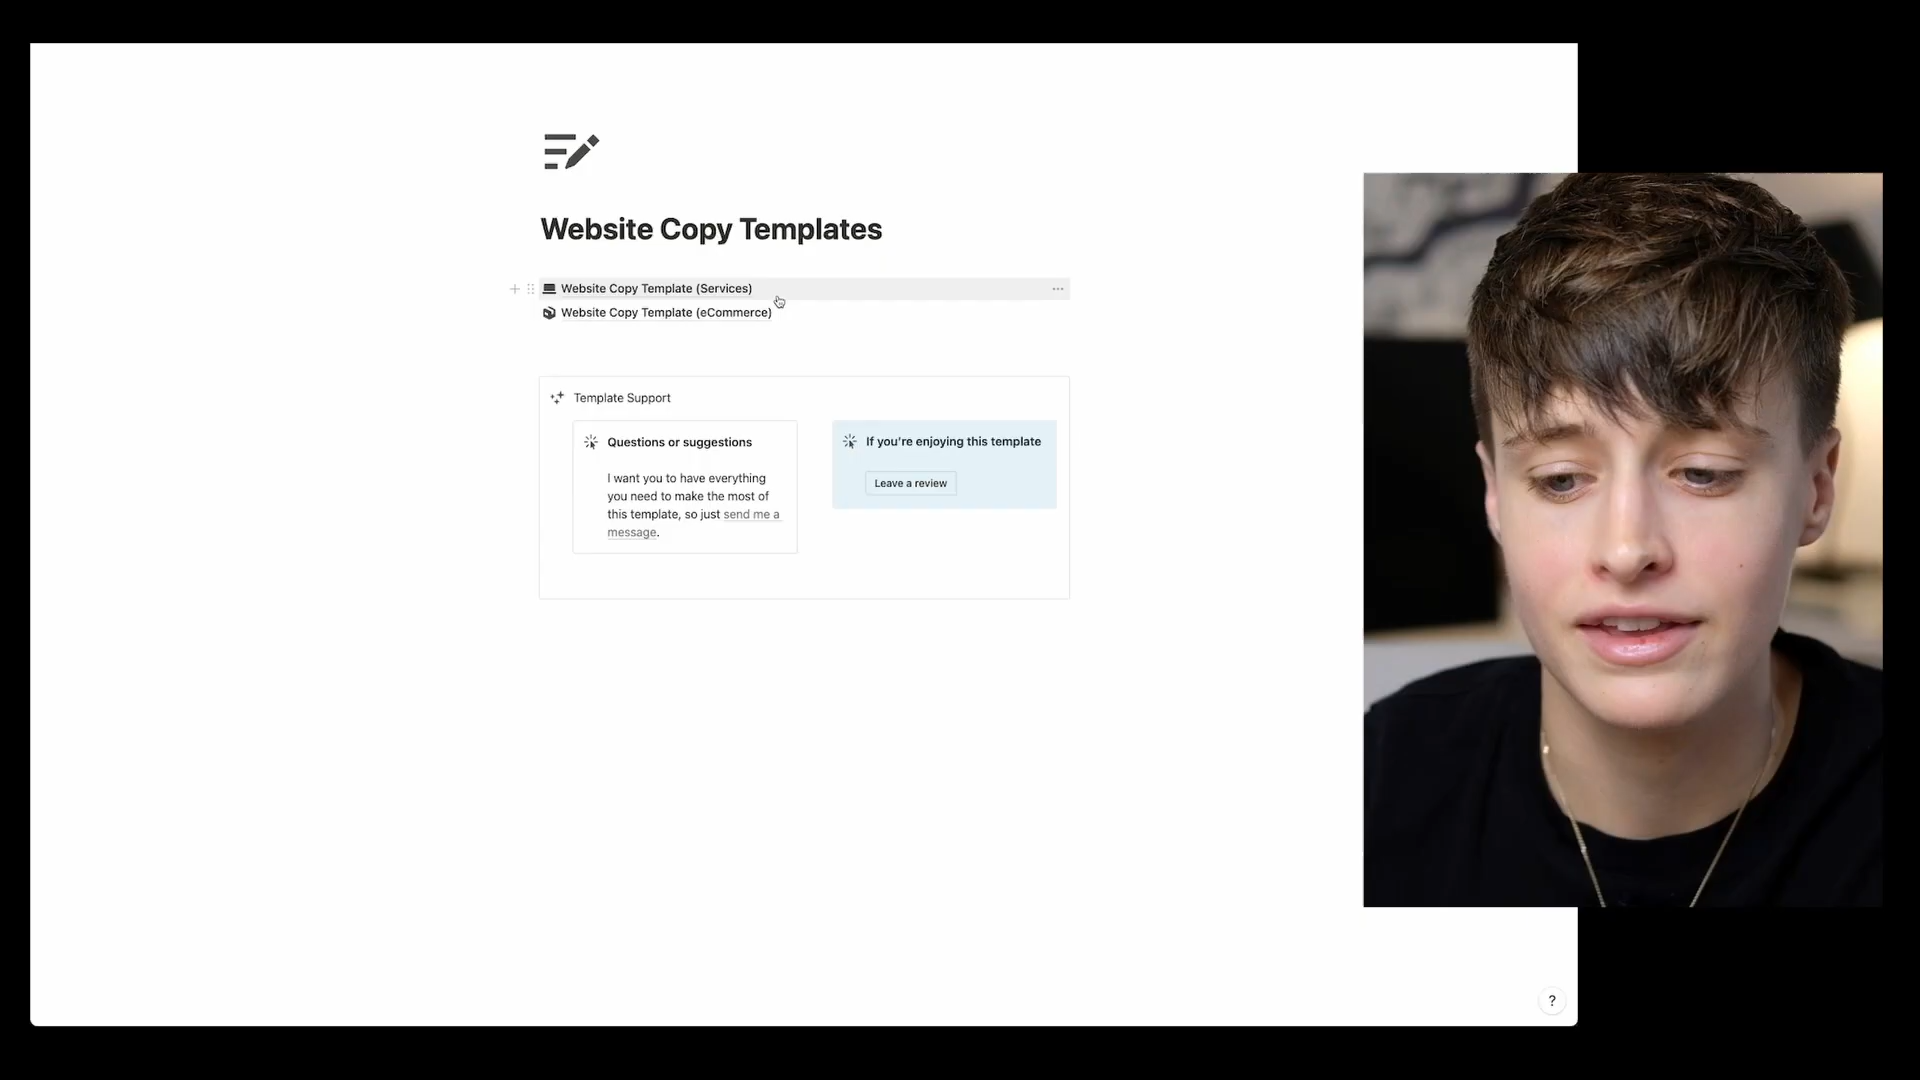 Website Copy Templates
Website Copy Template (Services)
Website Copy Template (eCommerce)
Template Support
Questions or suggestions
I want you to have everything
you need to make the most of
this template, so just send me a
message.
If you're enjoying this template
Leave a review
?